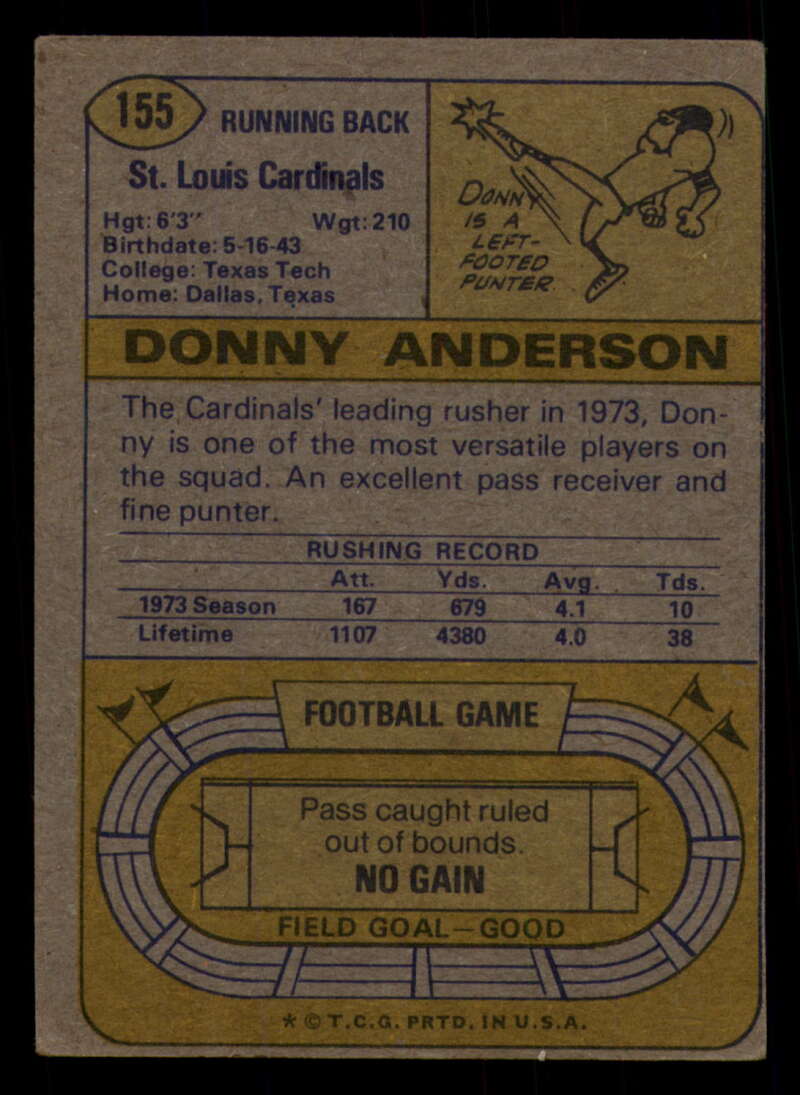 155
RUNNING BACK
St. Louis Cardinals
Hgt: 6'3" Wgt: 210
Birthdate: 5-16-43
College: Texas Tech
Home: Dallas, Texas
DONNY
IS A
LEFT-
FOOTED
PUNTER
DONNY ANDERSON
The Cardinals' leading rusher in 1973, Don-
ny is one of the most versatile players on
the squad. An excellent pass receiver and
fine punter.
RUSHING RECORD
Att. Yds. Avg. Tds.
1973 Season 167 679 4.1 10
Lifetime 1107 4380 4.0 38
FOOTBALL GAME
Pass caught ruled
out of bounds.
NO GAIN
FIELD GOAL—GOOD
* © T.C.G. PRTD. IN U.S.A.